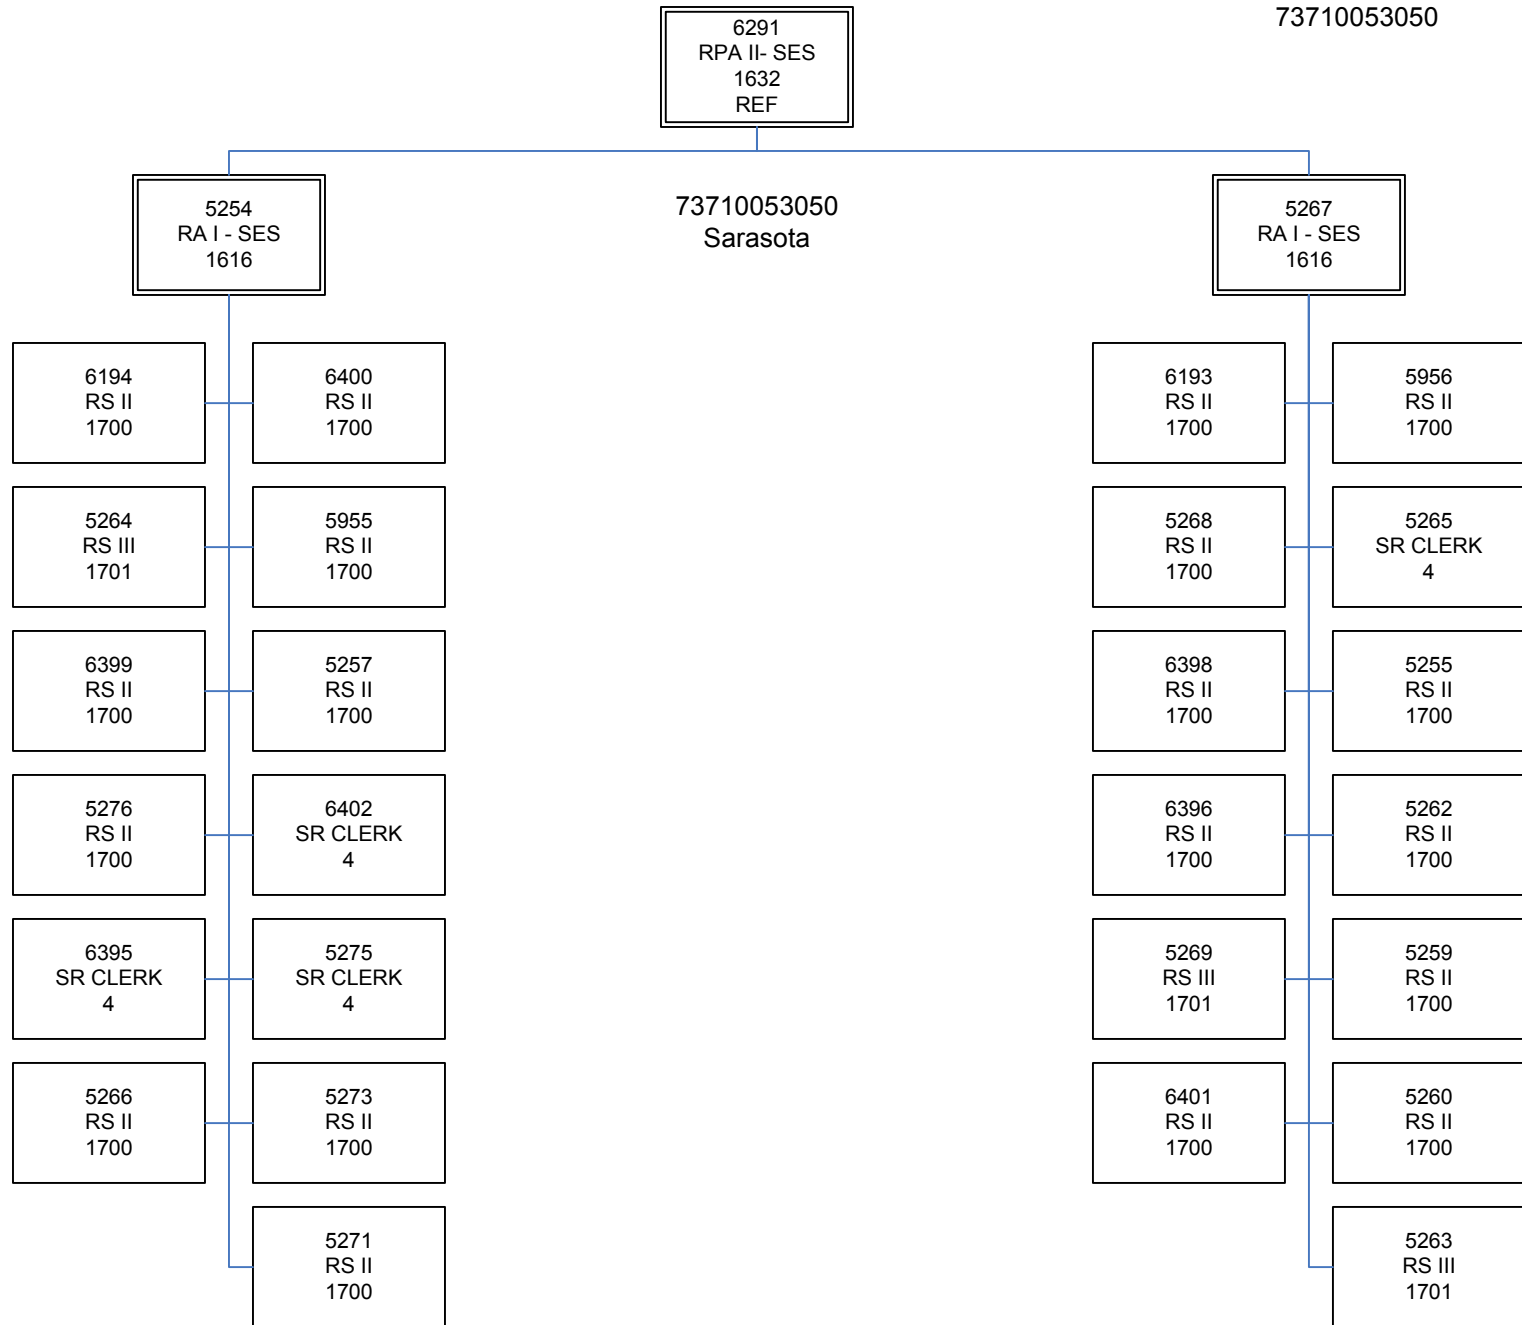 73710053050
6291
RPA II- SES
1632
REF
5254
RA I - SES
1616
73710053050
Sarasota
5267
RA I - SES
1616
6194
RS II
1700
6400
RS II
1700
6193
RS II
1700
5956
RS II
1700
5264
RS III
1701
5955
RS II
1700
5268
RS II
1700
5265
SR CLERK
4
6399
RS II
1700
5257
RS II
1700
6398
RS II
1700
5255
RS II
1700
5276
RS II
1700
6402
SR CLERK
4
6396
RS II
1700
5262
RS II
1700
6395
SR CLERK
4
5275
SR CLERK
4
5269
RS III
1701
5259
RS II
1700
5266
RS II
1700
5273
RS II
1700
6401
RS II
1700
5260
RS II
1700
5271
RS II
1700
5263
RS III
1701